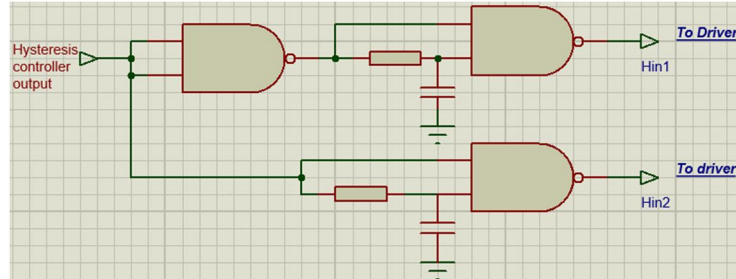 To Driver
Hysteresis
controller
output
Hin1
To driver
Hin2